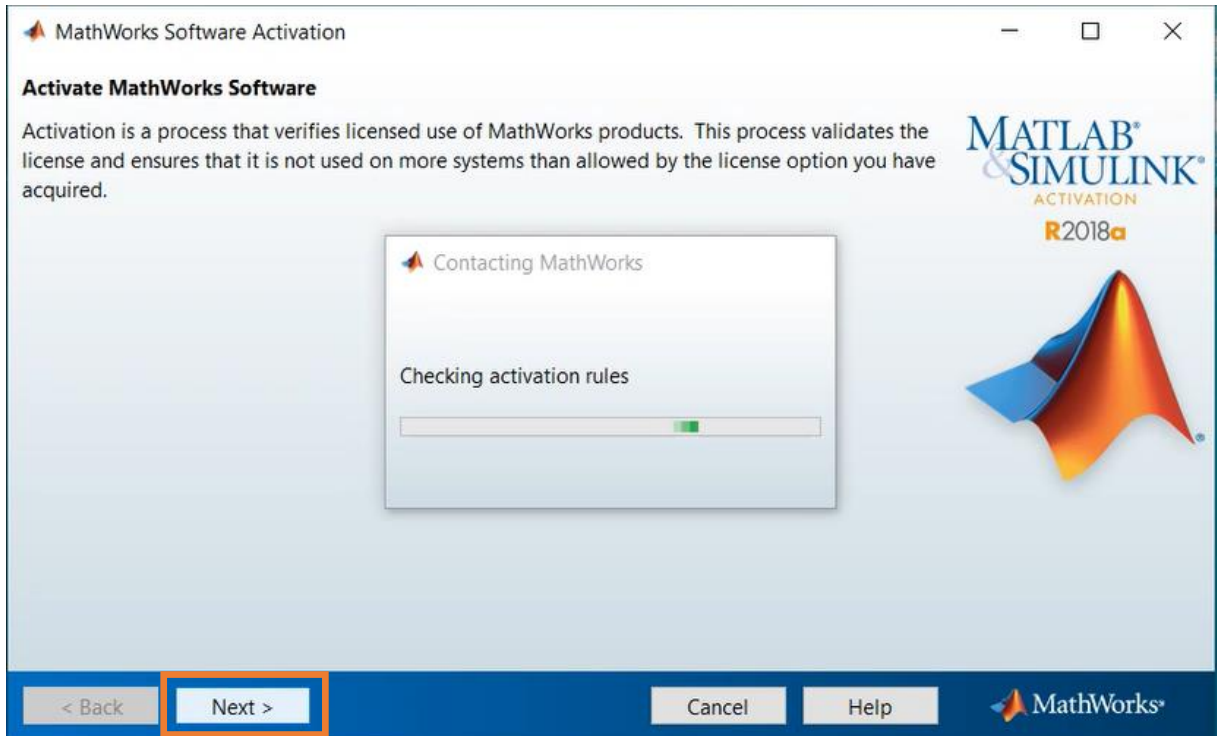 MathWorks Software Activation
Activate MathWorks Software
Activation is a process that verifies licensed use of MathWorks products. This process validates the
license and ensures that it is not used on more systems than allowed by the license option you have
acquired.
MATLAB®
&SIMULINK®
ACTIVATION
R2018a
Contacting MathWorks
Checking activation rules
®
< Back
Next >
Cancel
Help
MathWorks®